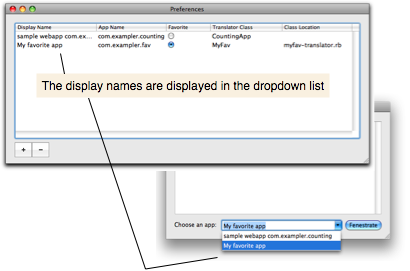 Preferences
Display Name App Name Favorite Translator Class Class Location
sample webapp com.ex... com.exampler.counting CountingApp
My favorite app com.exampler.fav MyFav myfav-translator.rb
The display names are displayed in the dropdown list
+ −
Choose an app: My favorite app Fenestrate
sample webapp com.exampler.counting
My favorite app